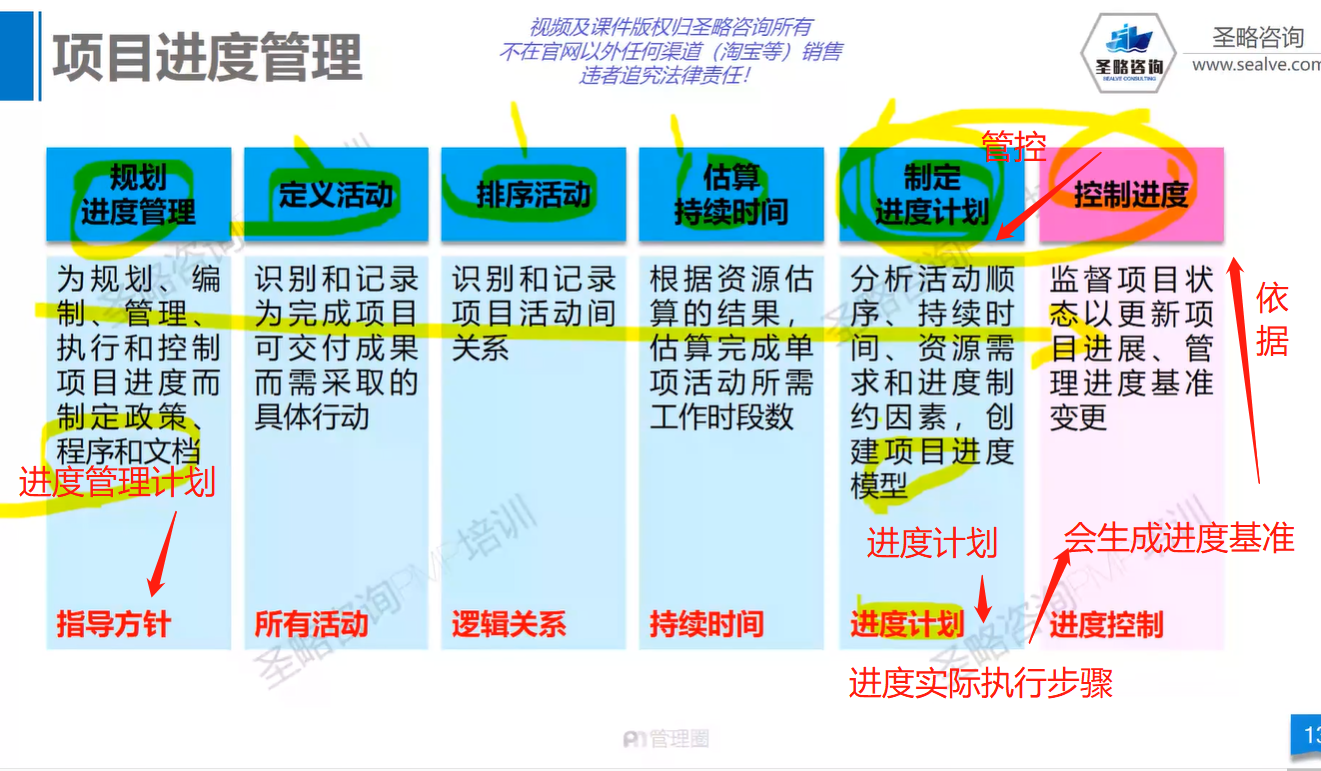 项目进度管理
视频及课件版权归圣略咨询所有
不在官网以外任何渠道（淘宝等）销售
违者追究法律责任！
圣略咨询
SEALVE CONSULTING
圣略咨询
www.sealve.com
规划
进度管理
为规划、编
制、管理、
执行和控制
项目进度而
制定政策、
程序和文档
进度管理计划
指导方针
定义活动
识别和记录
为完成项目
可交付成果
而需采取的
具体行动
所有活动
排序活动
识别和记录
项目活动间
关系
逻辑关系
估算
持续时间
根据资源估
算的结果，
估算完成单
项活动所需
工作时段数
持续时间
制定
进度计划
分析活动顺
序、持续时
间、资源需
求和进度制
约因素，创
建项目进度
模型
进度计划
进度计划
进度实际执行步骤
管控
控制进度
监督项目状
态以更新项
目进展、管
理进度基准
变更
依
据
会生成进度基准
进度控制
圣略咨询PMP培训
圣略咨询PMP培训
管理圈
13